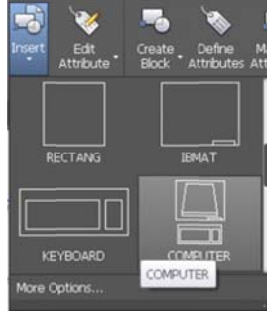 Insert Edit Attribute Create Block Define Attributes
RECTANG IBMAT
KEYBOARD COMPUTER
COMPUTER
More Options...